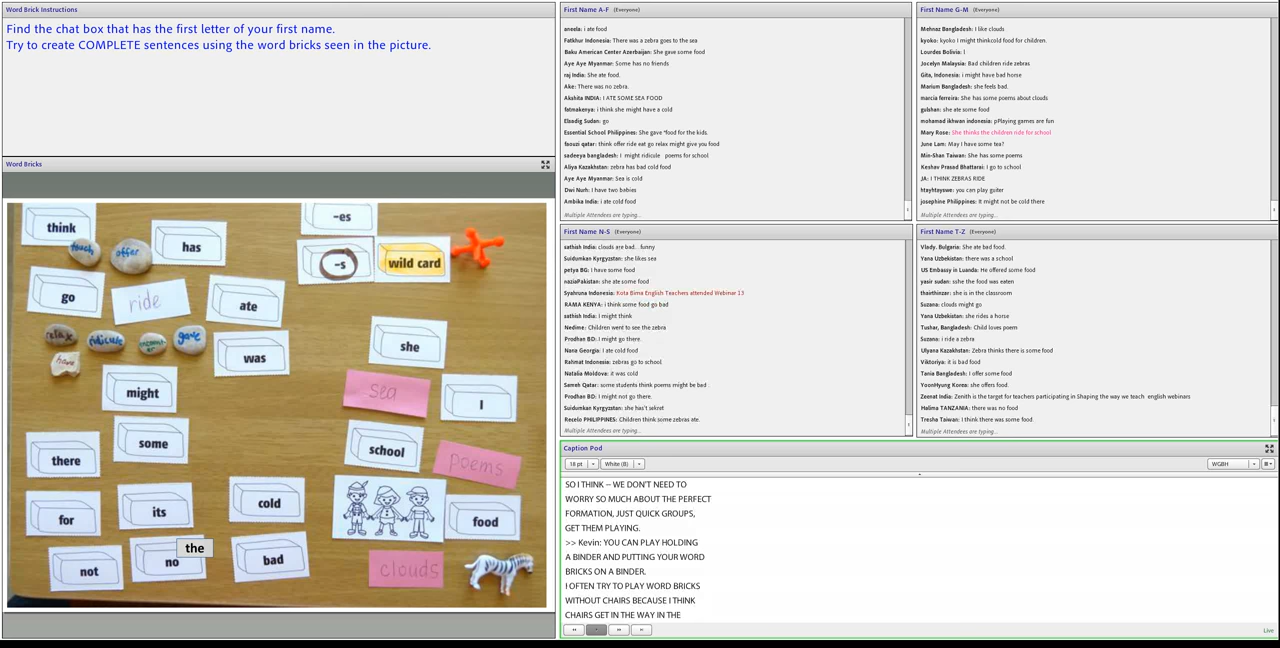 Word Brick Instructions
Find the chat box that has the first letter of your first name.
Try to create COMPLETE sentences using the word bricks seen in the picture.
Word Bricks
think
touch
offer
has
-es
-s
wild card
go
ride
ate
relax
ridicule
gave
have
was
she
might
sea
I
some
there
school
poems
for
its
cold
food
the
not
no
bad
clouds
First Name A-F (Everyone)
aneela: i ate food
Fatkhur Indonesia: There was a zebra goes to the sea
Baku American Center Azerbaijan: She gave some food
Aye Aye Myanmar: Some has no friends
raj India: She ate food.
Ake: There was no zebra.
Akshita INDIA: I ATE SOME SEA FOOD
fatmakenya: i think she might have a cold
Elsadig Sudan: go
Essential School Philippines: She gave *food for the kids.
faouzi qatar: think offer ride eat go relax might give you food
sadeeya bangladesh: I might ridicule poems for school
Aliya Kazakhstan: zebra has bad cold food
Aye Aye Myanmar: Sea is cold
Dwi Nurh: I have two babies
Ambika India: i ate cold food
Multiple Attendees are typing...
First Name G-M (Everyone)
Mehnaz Bangladesh: I like clouds
kyoko: kyoko I might thinkcold food for children.
Lourdes Bolivia: I
Jocelyn Malaysia: Bad children ride zebras
Gita, Indonesia: i might have bad horse
Marium Bangladesh: she feels bad.
marcia ferreira: She has some poems about clouds
gulshan: she ate some food
mohamad ikhwan indonesia: pPlaying games are fun
Mary Rose: She thinks the children ride for school
June Lam: May I have some tea?
Min-Shan Taiwan: She has some poems
Keshav Prasad Bhattarai: I go to school
JA: I THINK ZEBRAS RIDE
htayhtayswe: you can play guiter
josephine Philippines: It might not be cold there
Multiple Attendees are typing...
First Name N-S (Everyone)
sathish India: clouds are bad. . funny
Suidumkan Kyrgyzstan: she likes sea
petya BG: I have some food
naziaPakistan: she ate some food
Syahruna Indonesia: Kota Bima English Teachers attended Webinar 13
RAMA KENYA: i think some food go bad
sathish India: I might think
Nedime: Children went to see the zebra
Prodhan BD: I might go there.
Nana Georgia: I ate cold food
Rahmat Indonesia: zebras go to school.
Natalia Moldova: it was cold
Sameh Qatar: some students think poems might be bad .
Prodhan BD: I might not go there.
Suidumkan Kyrgyzstan: she has't sekret
Roselo PHILIPPINES: Children think some zebras ate.
Multiple Attendees are typing...
First Name T-Z (Everyone)
Vlady. Bulgaria: She ate bad food.
Yana Uzbekistan: there was a school
US Embassy in Luanda: He offered some food
yasir sudan: sshe the food was eaten
thairthinzar: she is in the classroom
Suzana: clouds might go
Yana Uzbekistan: she rides a horse
Tushar, Bangladesh: Child loves poem
Suzana: i ride a zebra
Ulyana Kazakhstan: Zebra thinks there is some food
Viktoriya: it is bad food
Tania Bangladesh: I offer some food
YoonHyung Korea: she offers food.
Zeenat India: Zenith is the target for teachers participating in Shaping the way we teach english webinars
Halima TANZANIA: there was no food
Tresha Taiwan: I think there was some food
Multiple Attendees are typing...
Caption Pod
18 pt
White (B)
WGBH
SO I THINK -- WE DON'T NEED TO
WORRY SO MUCH ABOUT THE PERFECT
FORMATION, JUST QUICK GROUPS,
GET THEM PLAYING.
>> Kevin: YOU CAN PLAY HOLDING
A BINDER AND PUTTING YOUR WORD
BRICKS ON A BINDER.
I OFTEN TRY TO PLAY WORD BRICKS
WITHOUT CHAIRS BECAUSE I THINK
CHAIRS GET IN THE WAY IN THE
Live